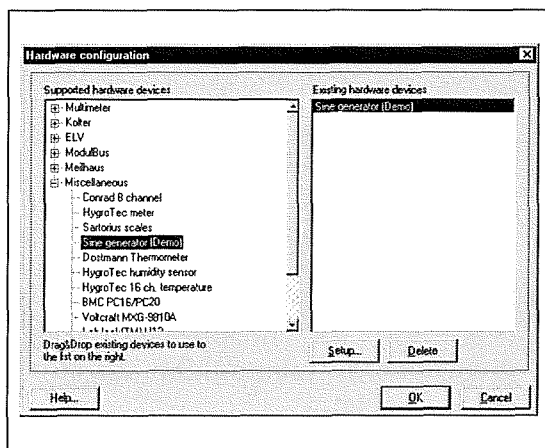 Hardware configuration
Supported hardware devices
Multimeter
Kolter
ELV
ModulBus
Meilhaus
Miscellaneous
Conrad 8 channel
HygroTec meter
Sartorius scales
Sine generator (Demo)
Dostmann Thermometer
HygroTec humidity sensor
HygroTec 16 ch. temperature
BMC PC16/PC20
Voltcraft MXG-9810A
Drag&Drop existing devices to use to
the list on the right.
Existing hardware devices
Sine generator (Demo)
Setup...
Delete
Help...
OK
Cancel